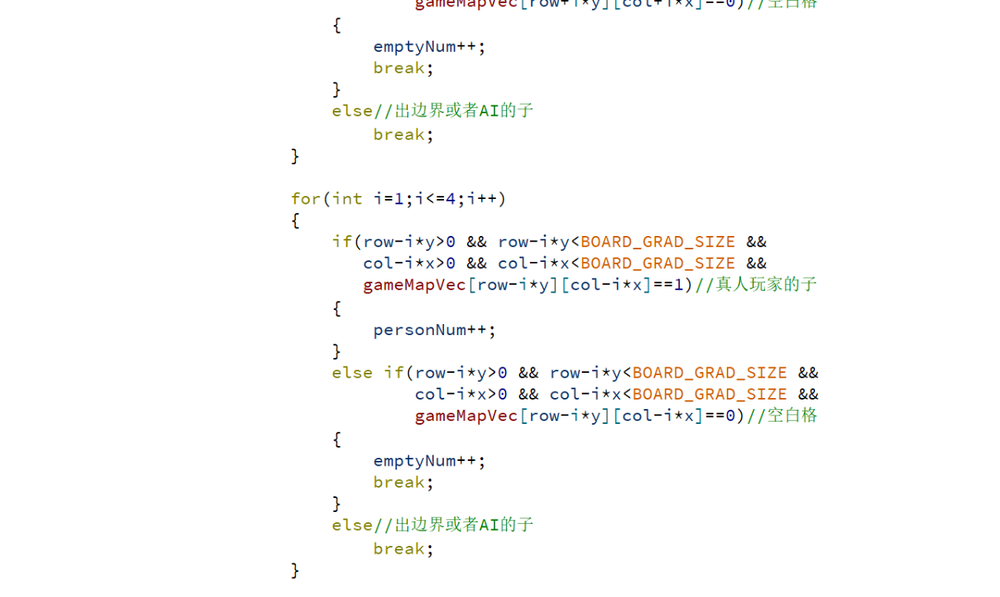 gameMapVec[row+i*y][col+i*x]==0)//空白格
{
emptyNum++;
break;
}
else//出边界或者AI的子
break;
}
for(int i=1;i<=4;i++)
{
if(row-i*y>0 && row-i*y<BOARD_GRAD_SIZE &&
col-i*x>0 && col-i*x<BOARD_GRAD_SIZE &&
gameMapVec[row-i*y][col-i*x]==1)//真人玩家的子
{
personNum++;
}
else if(row-i*y>0 && row-i*y<BOARD_GRAD_SIZE &&
col-i*x>0 && col-i*x<BOARD_GRAD_SIZE &&
gameMapVec[row-i*y][col-i*x]==0)//空白格
{
emptyNum++;
break;
}
else//出边界或者AI的子
break;
}